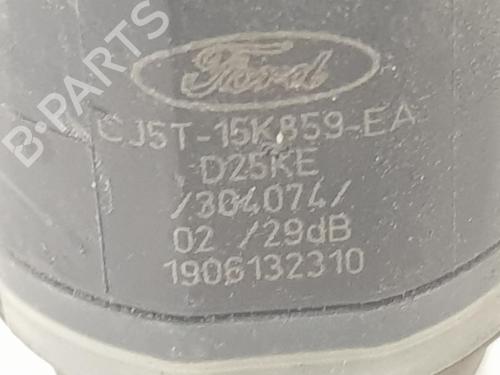 B-PARTS
Ford
CJ5T-15K859-EA
D25KE
/304074/
02 /29dB
1906132310